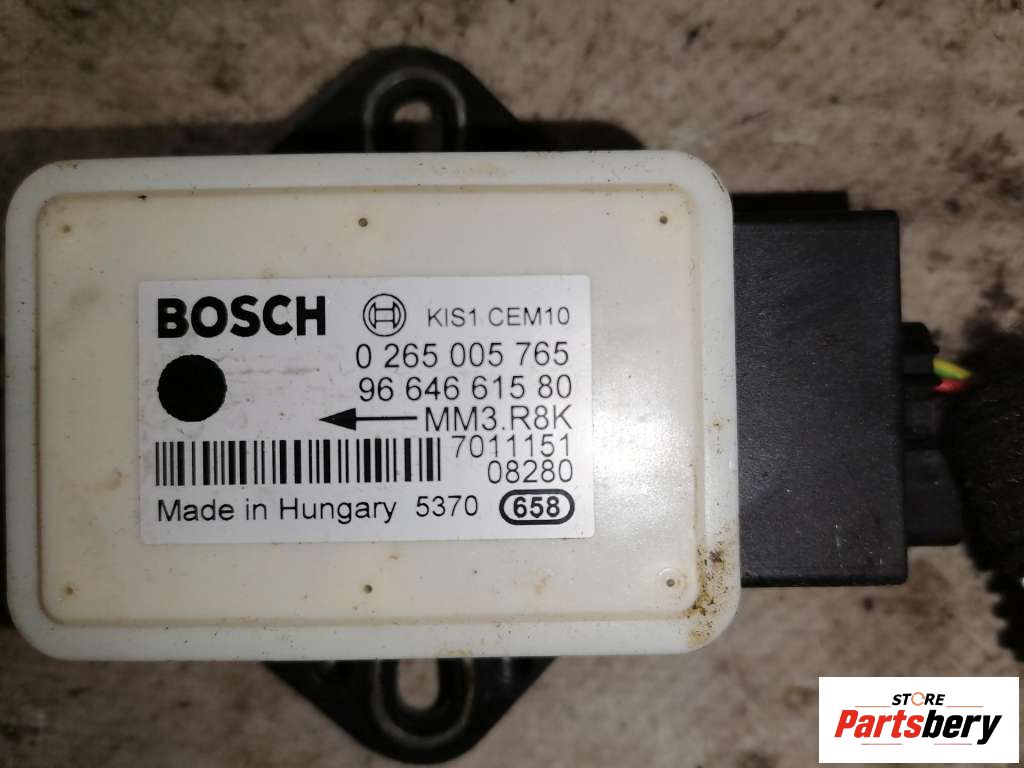 BOSCH KIS1 CEM10
0 265 005 765
96 646 615 80
MM3.R8K
7011151
08280
Made in Hungary 5370 658
STORE
Partsbery